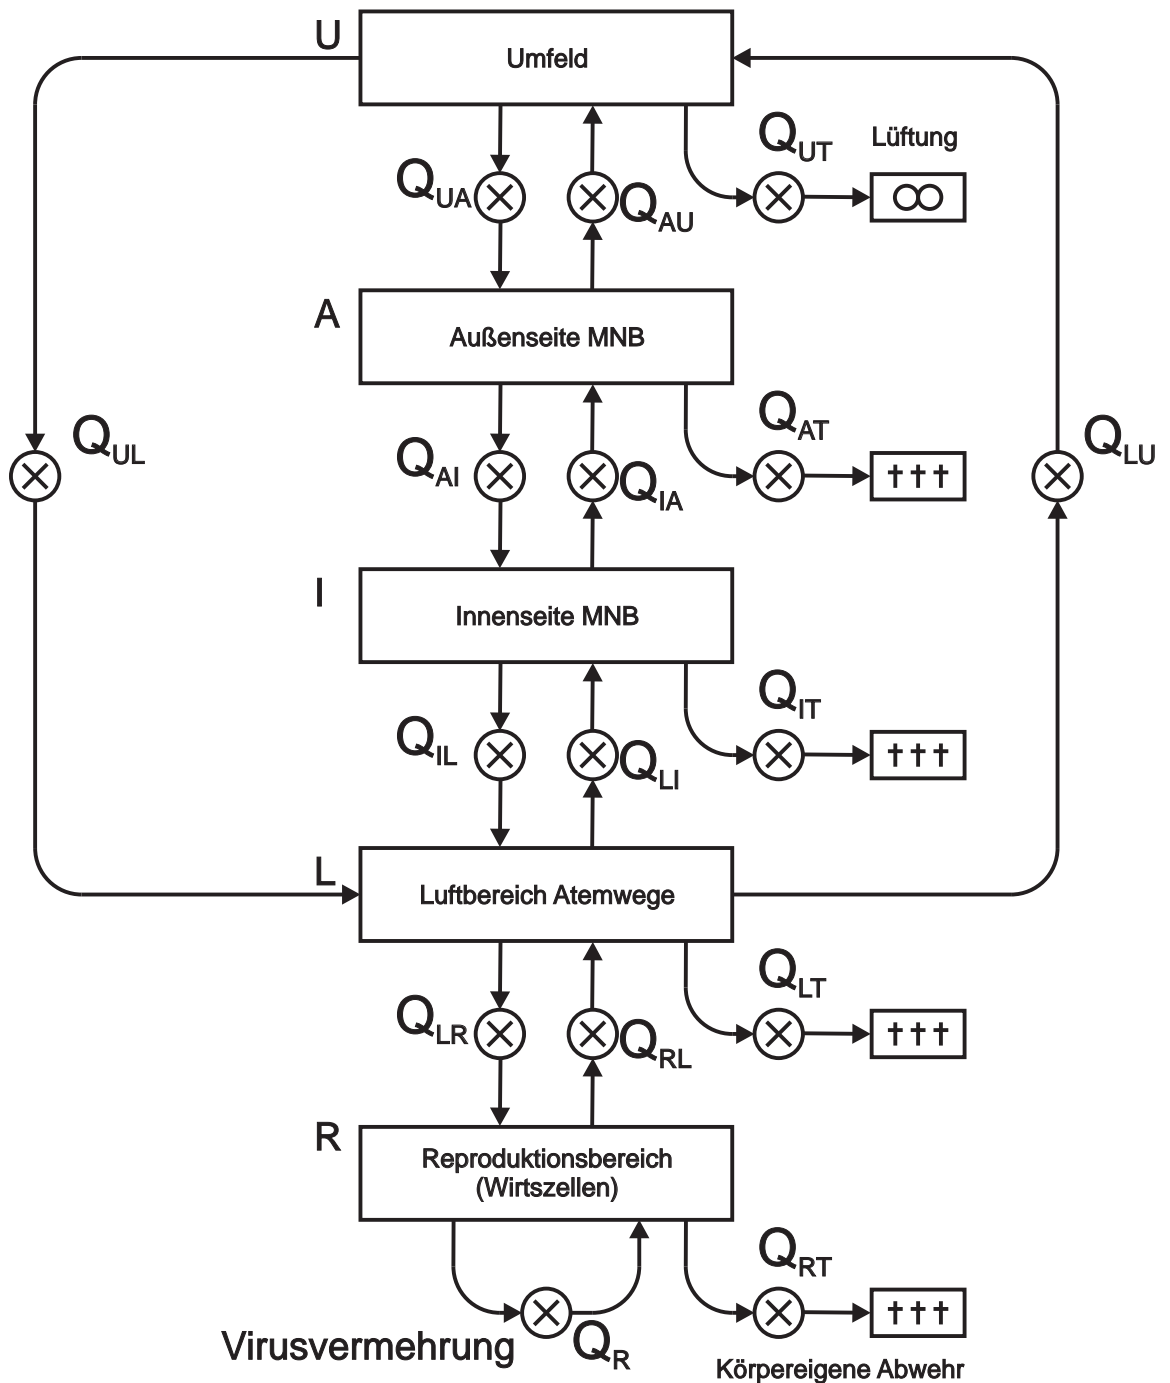 U
Umfeld
Q_UA
Q_AU
Q_UT
Lüftung
A
Außenseite MNB
Q_UL
Q_AI
Q_IA
Q_AT
††† 
Q_LU
I
Innenseite MNB
Q_IL
Q_LI
Q_IT
†††
L
Luftbereich Atemwege
Q_LR
Q_RL
Q_LT
†††
R
Reproduktionsbereich
(Wirtszellen)
Q_RT
†††
Virusvermehrung
Q_R
Körpereigene Abwehr